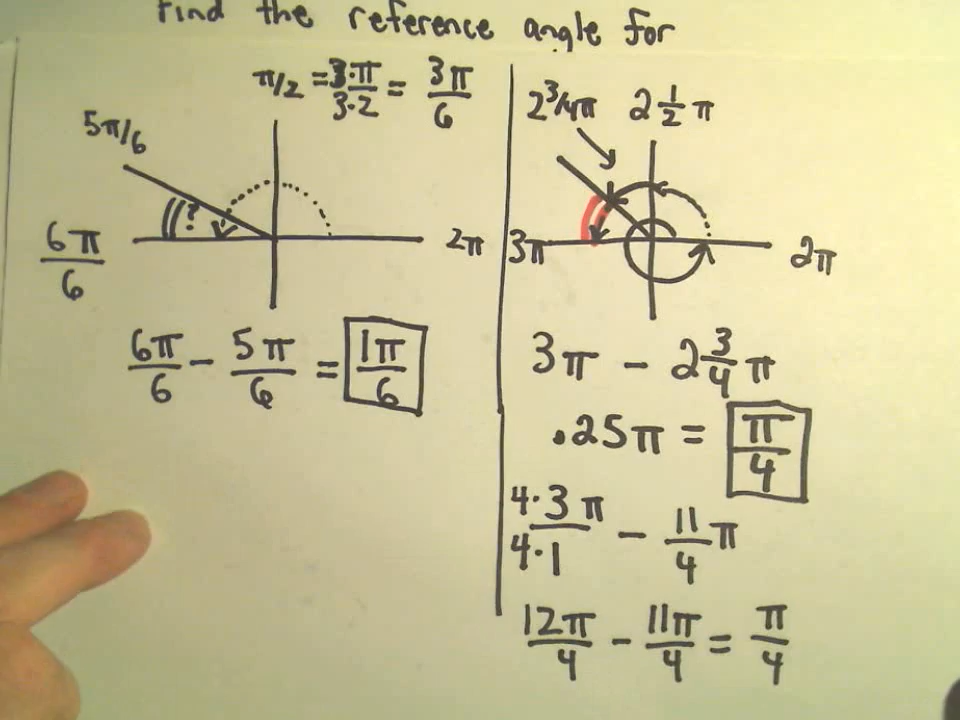 Find the reference angle for
π/2 = 3·π/3·2 = 3π/6
5π/6
?
6π/6
2π
6π/6 - 5π/6 = 1π/6
2 3/4π
2 1/2 π
3π
2π
3π - 2 3/4 π
.25π = π/4
4·3π/4·1 - 11/4 π
12π/4 - 11π/4 = π/4